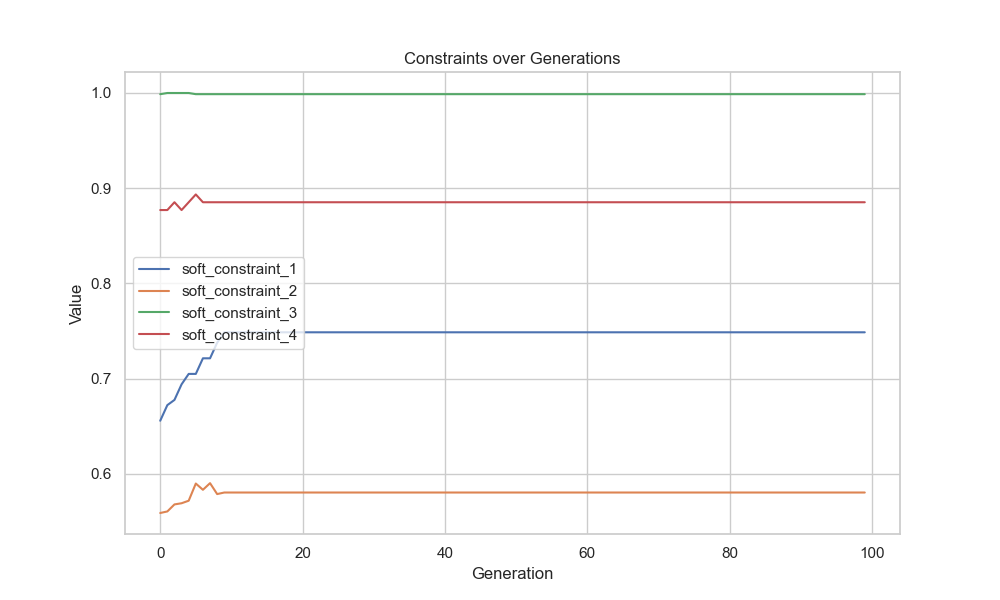 Constraints over Generations
1.0
0.9
0.8
0.7
0.6
Value
soft_constraint_1
soft_constraint_2
soft_constraint_3
soft_constraint_4
0 20 40 60 80 100
Generation